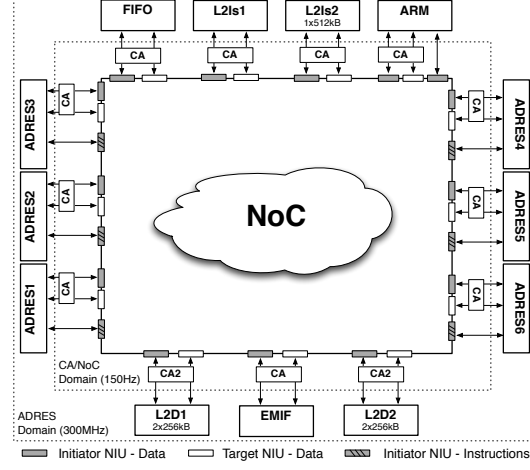 FIFO
L2Is1
L2Is2
1x512kB
ARM
CA
CA
CA
CA
ADRES3
CA
CA
ADRES4
ADRES2
CA
NoC
CA
ADRES5
ADRES1
CA
CA
ADRES6
CA/NoC
Domain (150Hz)
CA2
CA
CA2
ADRES
Domain (300MHz)
L2D1
2x256kB
EMIF
L2D2
2x256kB
Initiator NIU - Data
Target NIU - Data
Initiator NIU - Instructions